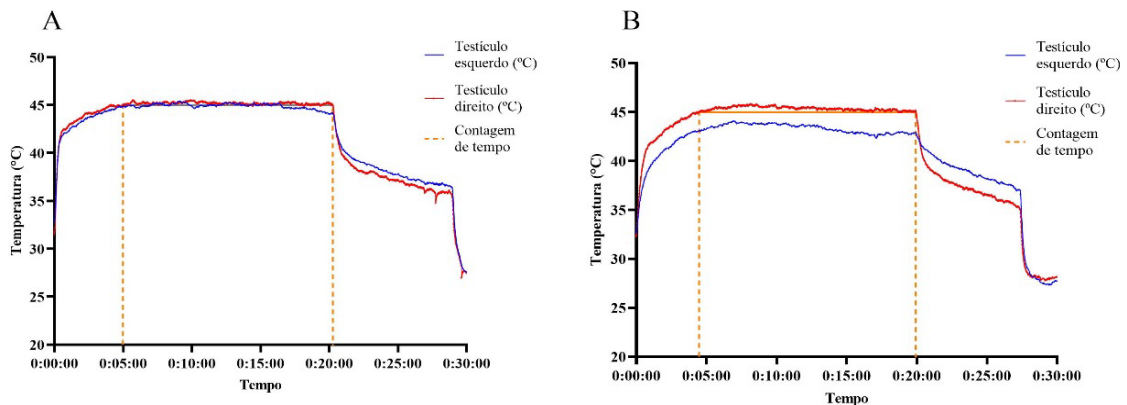 A
Testículo
esquerdo (ºC)
Testículo
direito (ºC)
Contagem
de tempo
Temperatura (°C)
50
45
40
35
30
25
20
0:00:00 0:05:00 0:10:00 0:15:00 0:20:00 0:25:00 0:30:00
Tempo
B
Testículo
esquerdo (ºC)
Testículo
direito (ºC)
Contagem
de tempo
Temperatura (°C)
50
45
40
35
30
25
20
0:00:00 0:05:00 0:10:00 0:15:00 0:20:00 0:25:00 0:30:00
Tempo